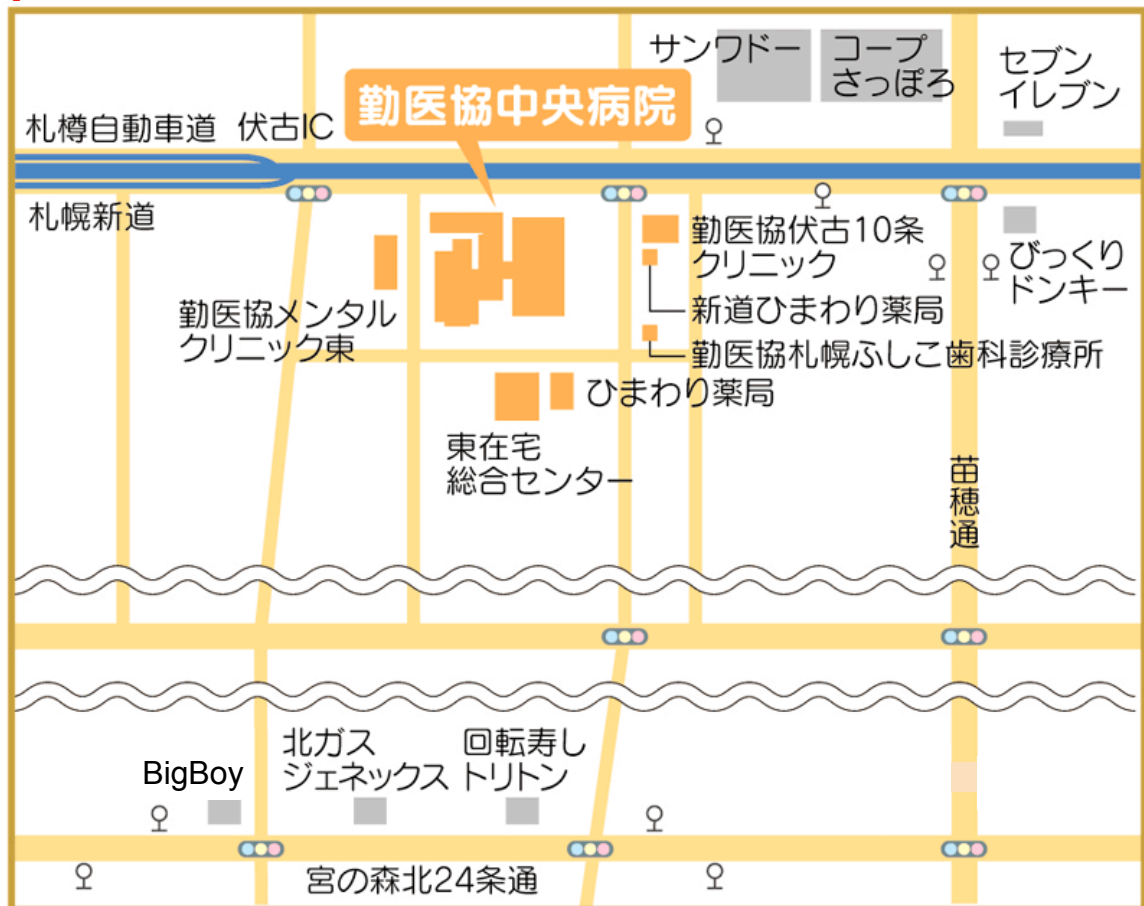 サンワドー
コープ
さっぽろ
セブン
イレブン
勤医協中央病院
札樽自動車道
伏古IC
札幌新道
勤医協伏古10条
クリニック
びっくり
ドンキー
新道ひまわり薬局
勤医協メンタル
クリニック東
勤医協札幌ふしこ歯科診療所
ひまわり薬局
東在宅
総合センター
苗穂通
北ガス
ジェネックス
回転寿し
トリトン
BigBoy
宮の森北24条通